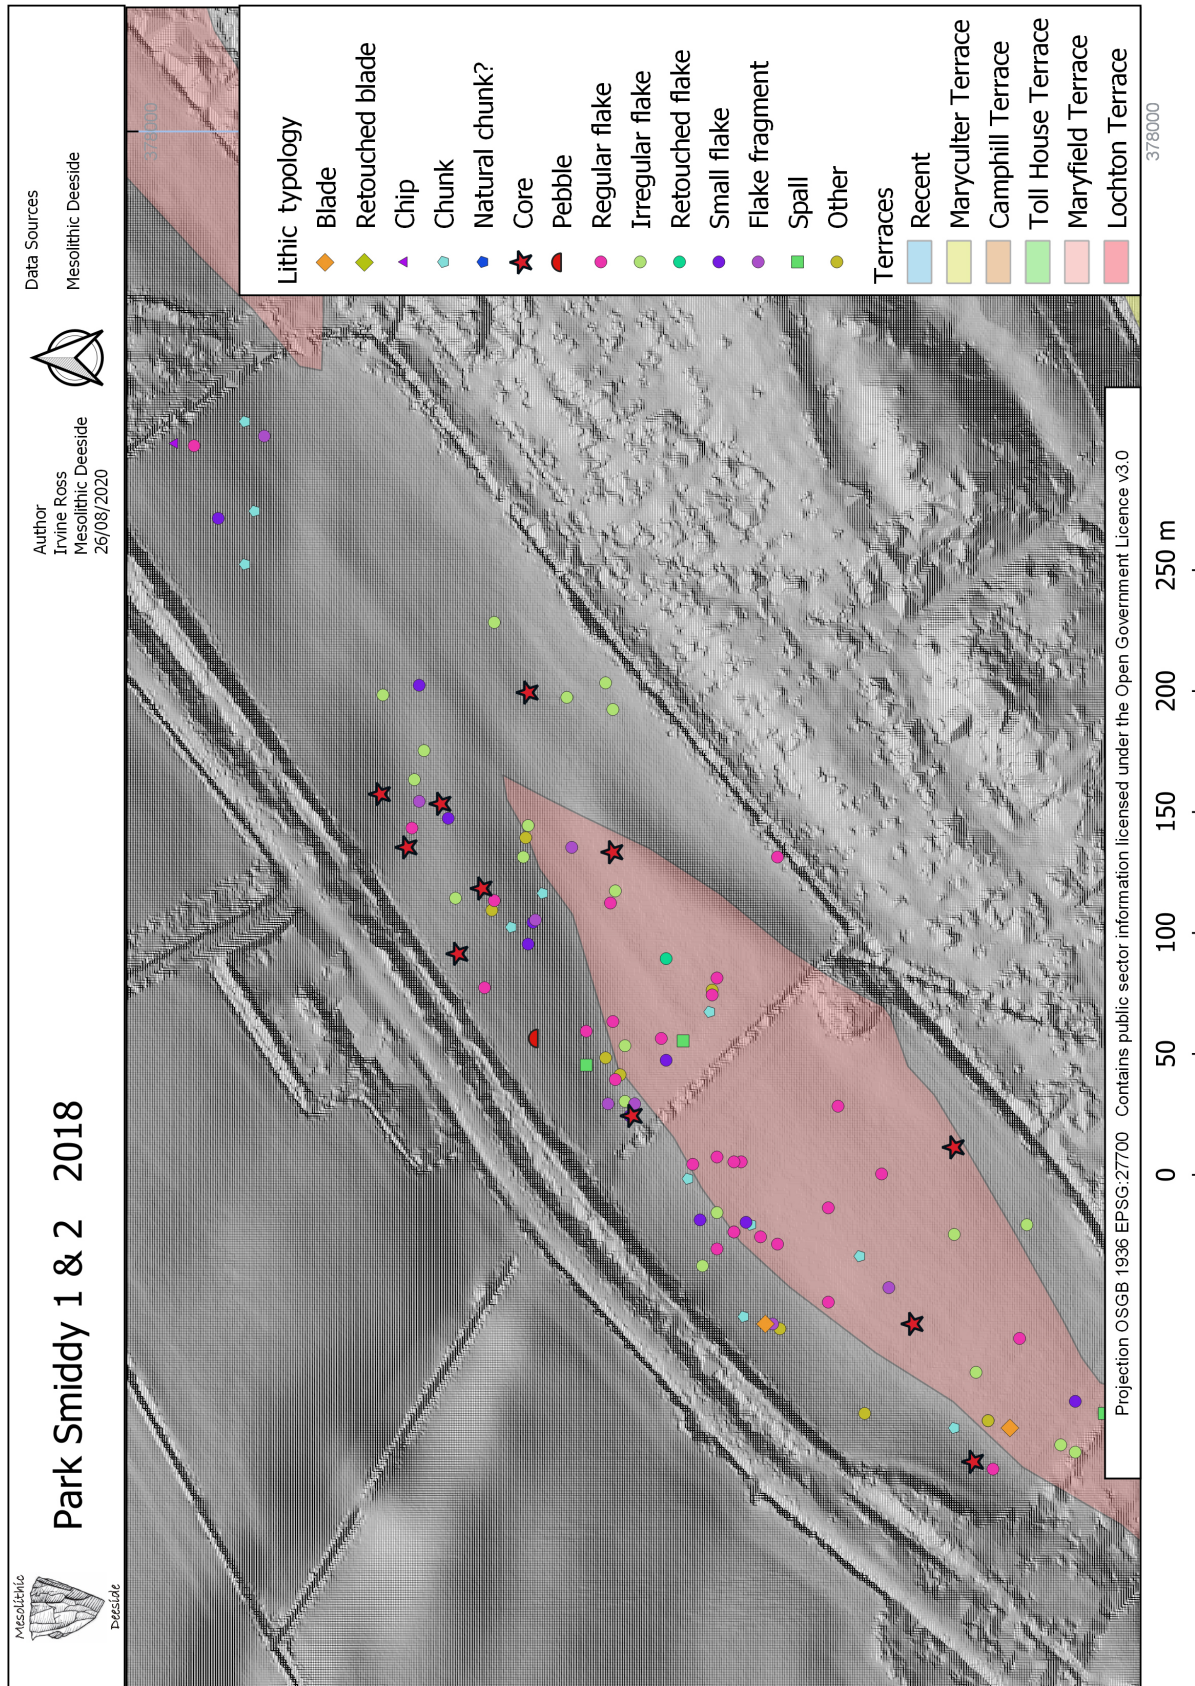 Mesolithic
Deeside
Park Smiddy 1 & 2 2018
Author
Irvine Ross
Mesolithic Deeside
26/08/2020
Data Sources
Mesolithic Deeside
378000
Lithic typology
Blade
Retouched blade
Chip
Chunk
Natural chunk?
Core
Pebble
Regular flake
Irregular flake
Retouched flake
Small flake
Flake fragment
Spall
Other
Terraces
Recent
Maryculter Terrace
Camphill Terrace
Toll House Terrace
Maryfield Terrace
Lochton Terrace
Projection OSGB 1936 EPSG:27700 Contains public sector information licensed under the Open Government Licence v3.0
0 50 100 150 200 250 m
378000